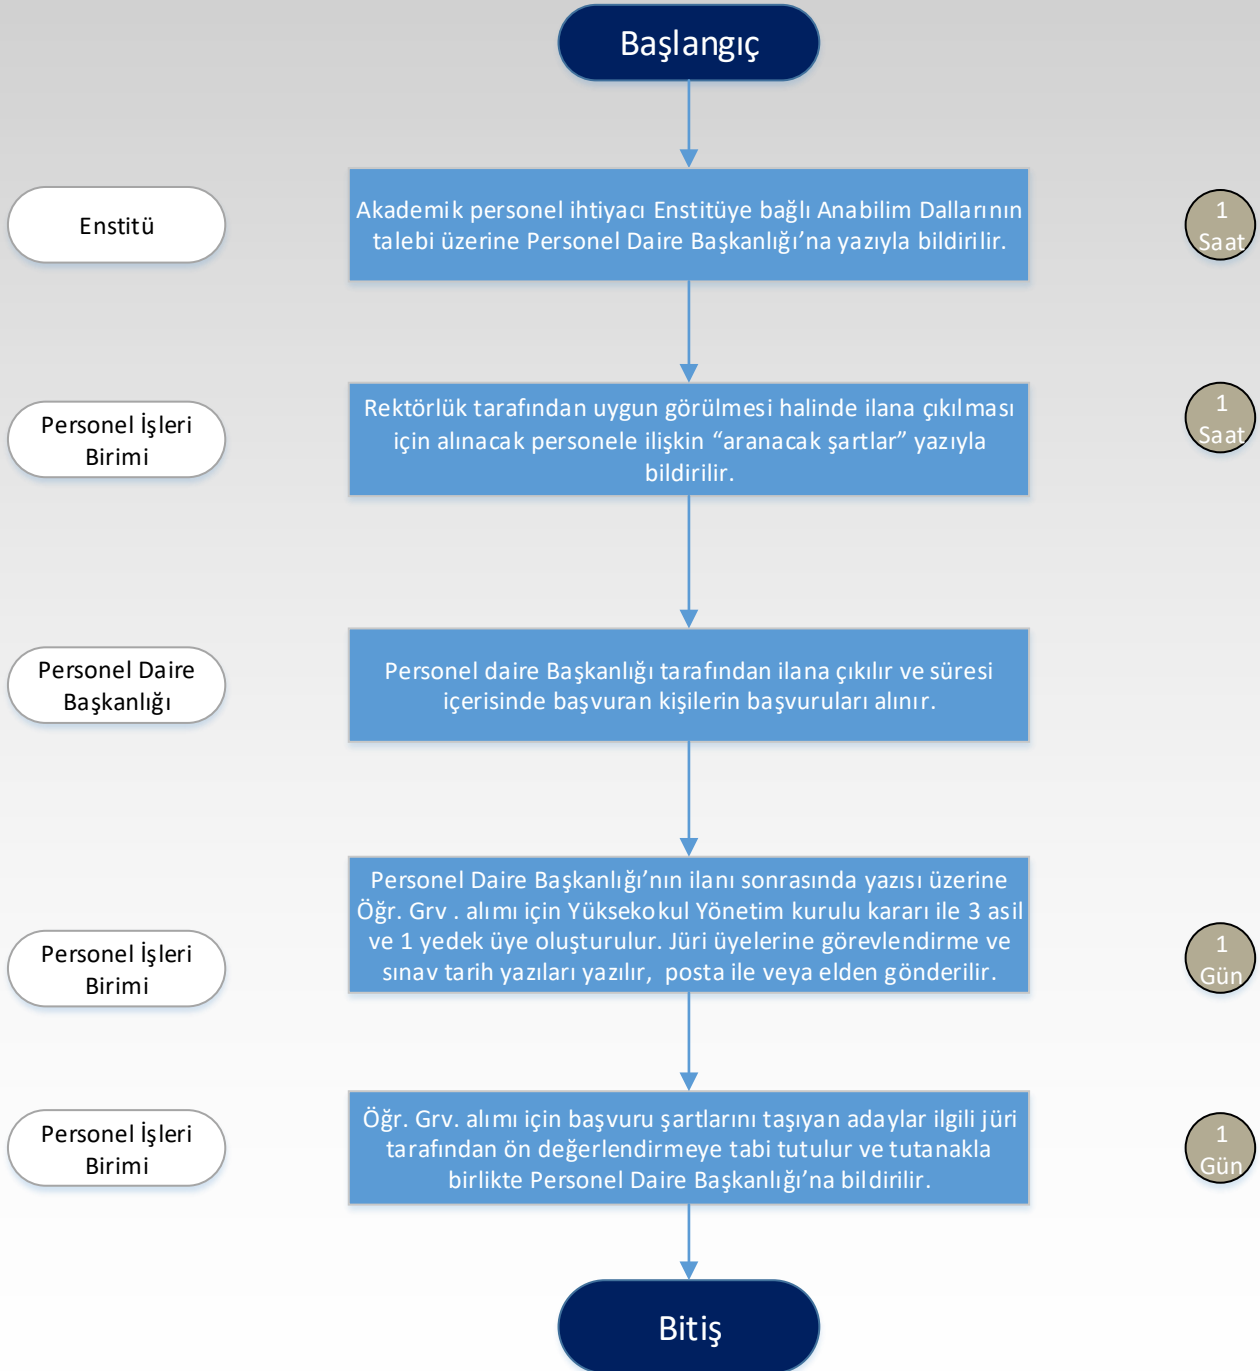 Başlangıç
Enstitü
Akademik personel ihtiyacı Enstitüye bağlı Anabilim Dallarının
talebi üzerine Personel Daire Başkanlığı’na yazıyla bildirilir.
1
Saat
Personel İşleri
Birimi
Rektörlük tarafından uygun görülmesi halinde ilana çıkılması
için alınacak personele ilişkin “aranacak şartlar” yazıyla
bildirilir.
1
Saat
Personel Daire
Başkanlığı
Personel daire Başkanlığı tarafından ilana çıkılır ve süresi
içerisinde başvuran kişilerin başvuruları alınır.
Personel İşleri
Birimi
Personel Daire Başkanlığı’nın ilanı sonrasında yazısı üzerine
Öğr. Grv . alımı için Yüksekokul Yönetim kurulu kararı ile 3 asil
ve 1 yedek üye oluşturulur. Jüri üyelerine görevlendirme ve
sınav tarih yazıları yazılır, posta ile veya elden gönderilir.
1
Gün
Personel İşleri
Birimi
Öğr. Grv. alımı için başvuru şartlarını taşıyan adaylar ilgili jüri
tarafından ön değerlendirmeye tabi tutulur ve tutanakla
birlikte Personel Daire Başkanlığı’na bildirilir.
1
Gün
Bitiş